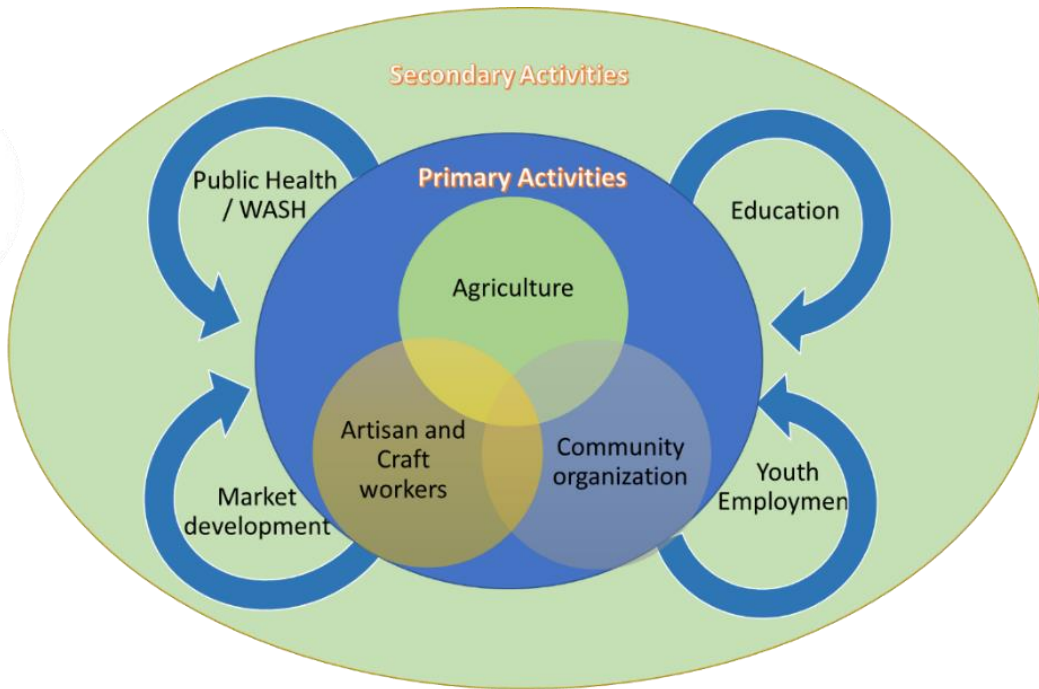 Secondary Activities
Public Health
/ WASH
Primary Activities
Education
Agriculture
Artisan and
Craft
workers
Community
organization
Market
development
Youth
Employmen